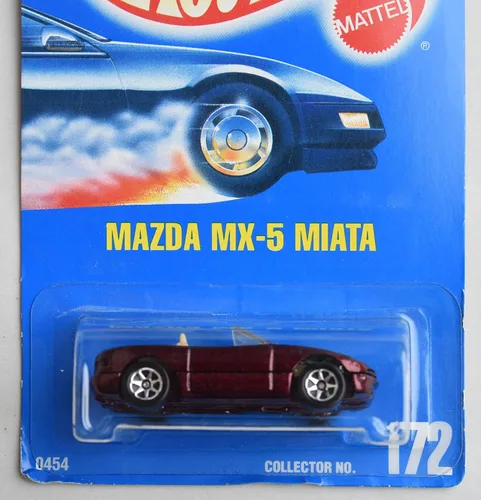 MATTEL
®
MAZDA MX-5 MIATA
0454
COLLECTOR NO. 172